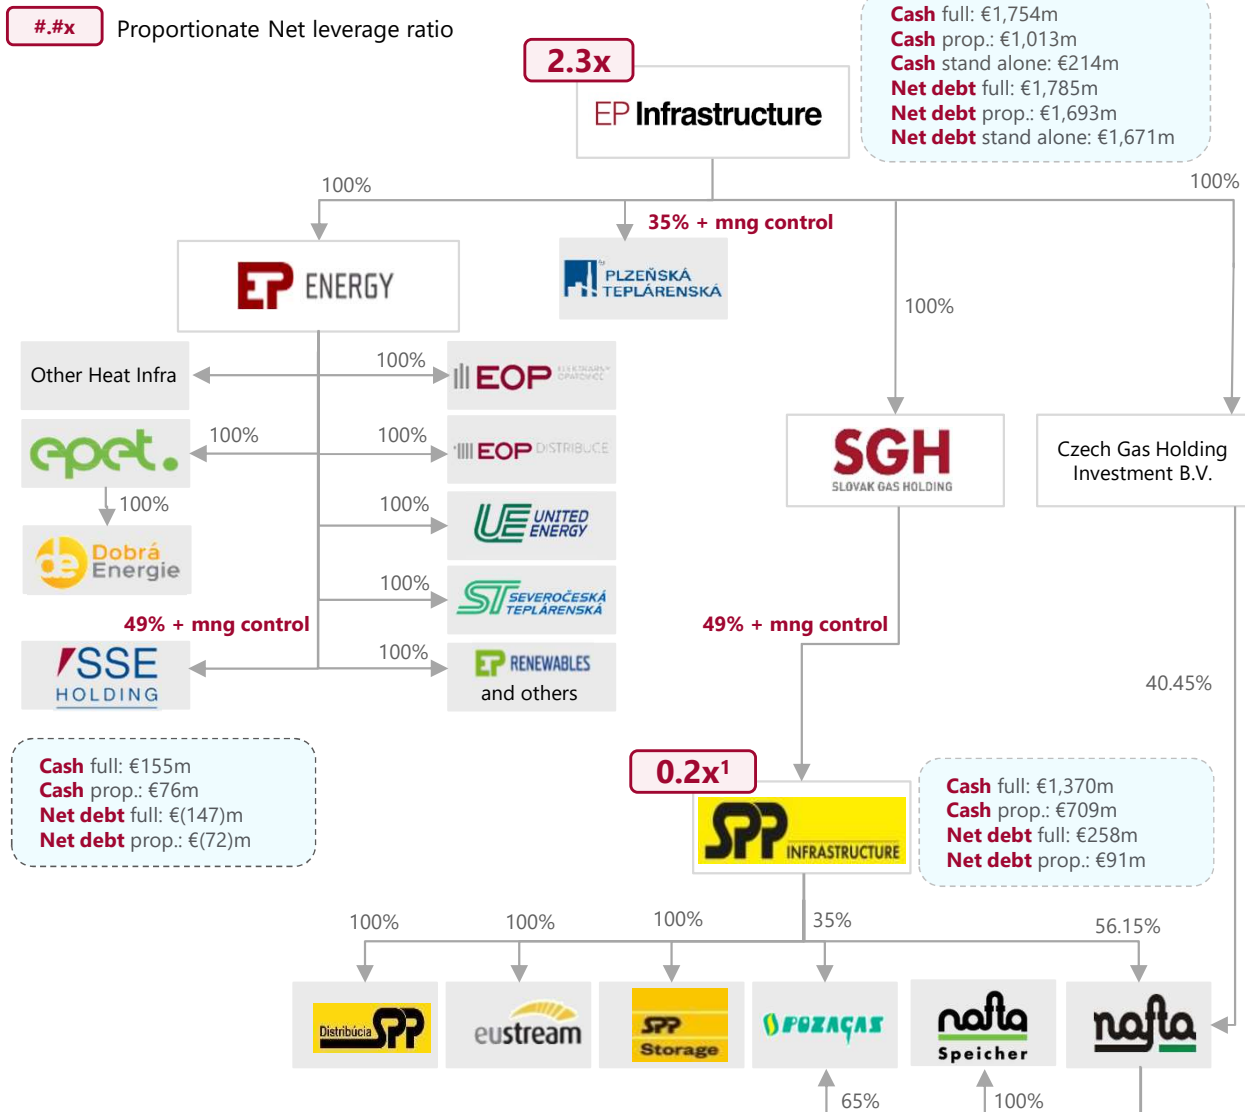 #.#x Proportionate Net leverage ratio
Cash full: €1,754m
Cash prop.: €1,013m
Cash stand alone: €214m
Net debt full: €1,785m
Net debt prop.: €1,693m
Net debt stand alone: €1,671m
2.3x
EP Infrastructure
100%
100%
35% + mng control
EP ENERGY
PLZEŇSKÁ
TEPLÁRENSKÁ
100%
Other Heat Infra
100%
EOP
epet.
100%
100%
EOP DISTRIBUCE
SGH
SLOVAK GAS HOLDING
Czech Gas Holding
Investment B.V.
100%
de Dobrá
Energie
100%
UE UNITED
ENERGY
100%
ST SEVEROČESKÁ
TEPLÁRENSKÁ
49% + mng control
49% + mng control
SSE
HOLDING
100%
EP RENEWABLES
and others
40.45%
Cash full: €155m
Cash prop.: €76m
Net debt full: €(147)m
Net debt prop.: €(72)m
0.2x¹
SPP INFRASTRUCTURE
Cash full: €1,370m
Cash prop.: €709m
Net debt full: €258m
Net debt prop.: €91m
100%
100%
100%
35%
56.15%
Distribúcia SPP
eustream
SPP
Storage
POZAGAS
nafta
Speicher
nafta
65%
100%